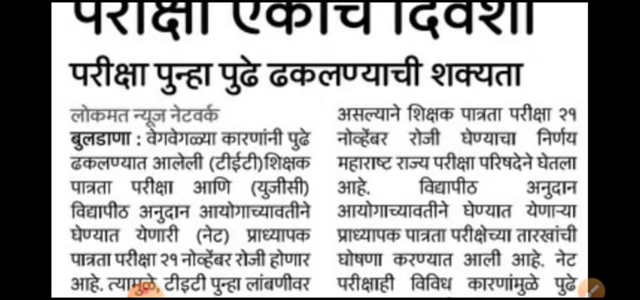 परीक्षा एकाच दिवशी
परीक्षा पुन्हा पुढे ढकलण्याची शक्यता
लोकमत न्यूज नेटवर्क
बुलडाणा : वेगवेगळ्या कारणांनी पुढे
ढकलण्यात आलेली (टीईटी)शिक्षक
पात्रता परीक्षा आणि (युजीसी)
विद्यापीठ अनुदान आयोगाच्यावतीने
घेण्यात येणारी (नेट) प्राध्यापक
पात्रता परीक्षा २१ नोव्हेंबर रोजी होणार
आहे. त्यामुळे, टीइटी पुन्हा लांबणीवर
असल्याने शिक्षक पात्रता परीक्षा २१
नोव्हेंबर रोजी घेण्याचा निर्णय
महाराष्ट राज्य परीक्षा परिषदेने घेतला
आहे. विद्यापीठ अनुदान
आयोगाच्यावतीने घेण्यात येणाऱ्या
प्राध्यापक पात्रता परीक्षेच्या तारखांची
घोषणा करण्यात आली आहे. नेट
परीक्षाही विविध कारणांमुळे पुढे